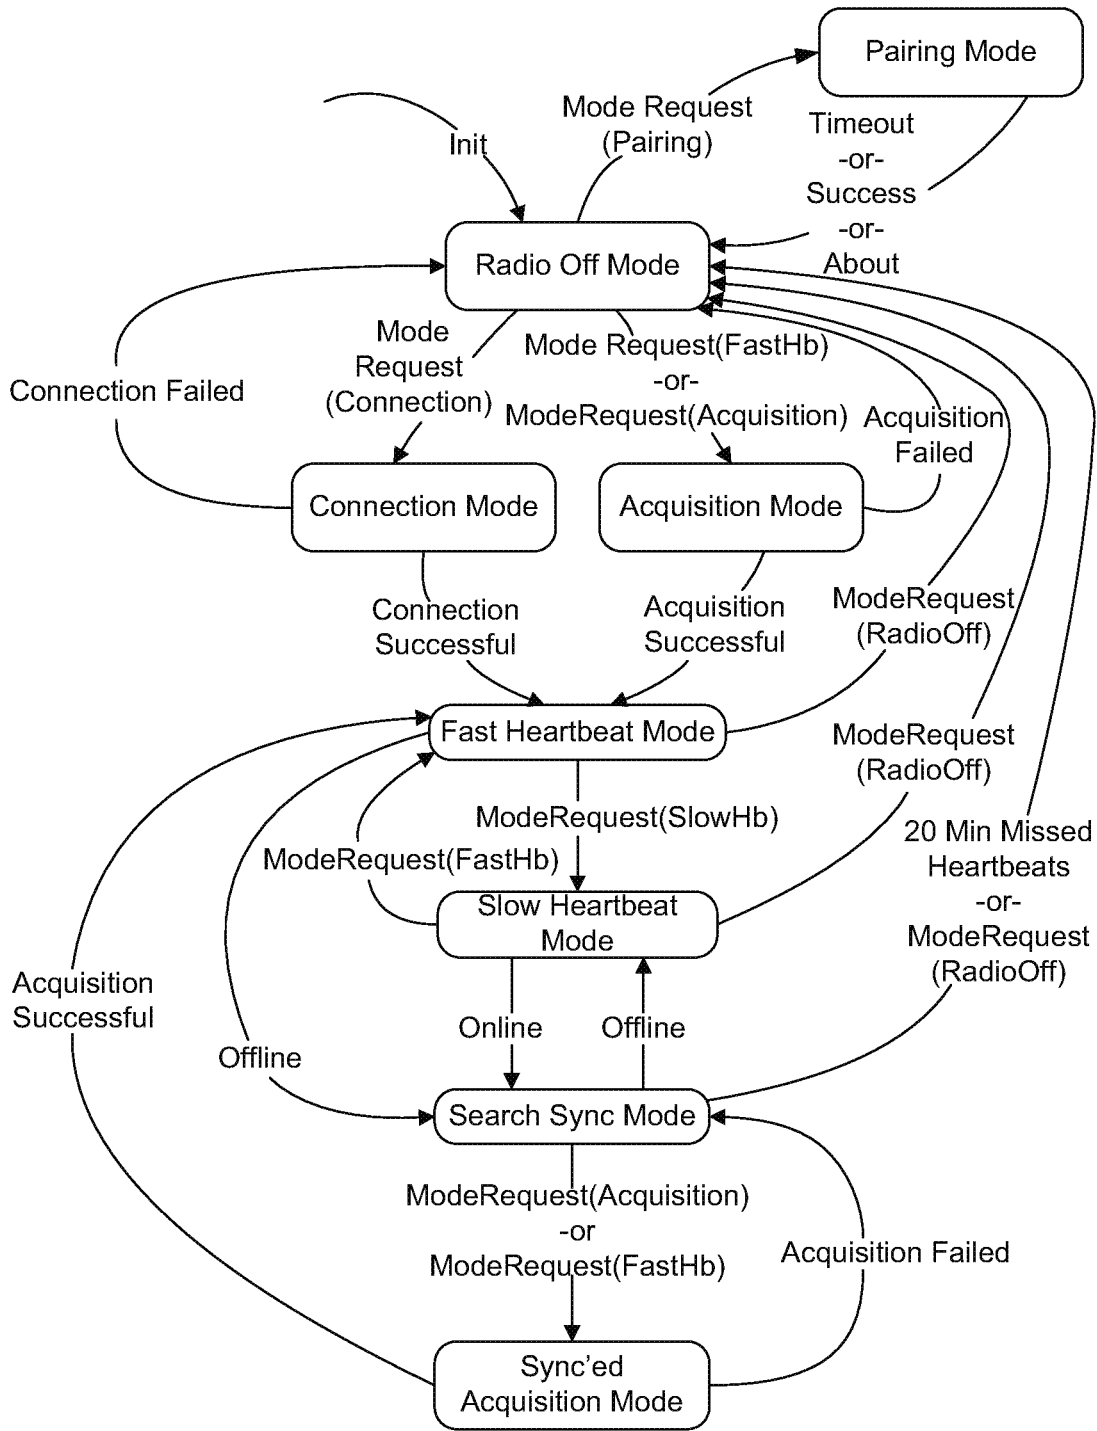 Pairing Mode
Mode Request
(Pairing)
Timeout
-or-
Success
-or-
About
Init
Radio Off Mode
Mode
Request
(Connection)
Mode Request(FastHb)
-or-
ModeRequest(Acquisition)
Connection Failed
Acquisition
Failed
Connection Mode
Acquisition Mode
Connection
Successful
Acquisition
Successful
ModeRequest
(RadioOff)
Fast Heartbeat Mode
ModeRequest
(RadioOff)
ModeRequest(SlowHb)
ModeRequest(FastHb)
20 Min Missed
Heartbeats
-or-
ModeRequest
(RadioOff)
Slow Heartbeat
Mode
Acquisition
Successful
Online
Offline
Offline
Search Sync Mode
ModeRequest(Acquisition)
-or
ModeRequest(FastHb)
Acquisition Failed
Sync'ed
Acquisition Mode